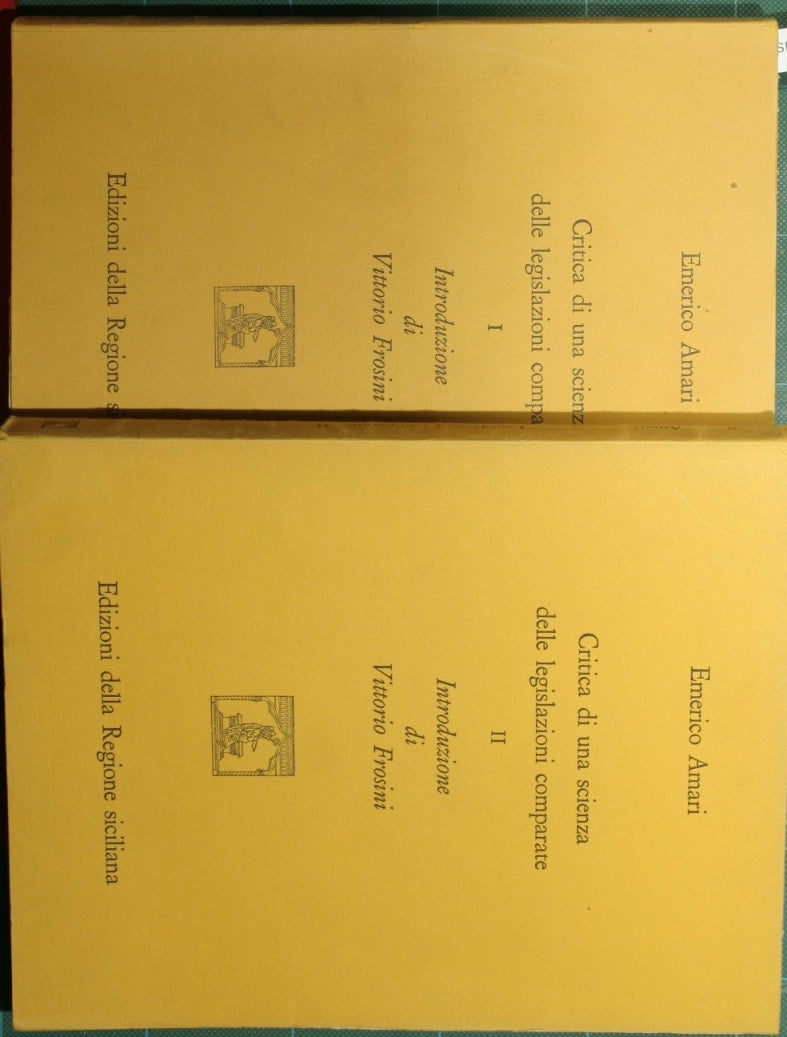 Emerico Amari
Critica di una scienz
delle legislazioni compa
I
Introduzione
di
Vittorio Frosini
Edizioni della Regione
Emerico Amari
Critica di una scienza
delle legislazioni comparate
II
Introduzione
di
Vittorio Frosini
Edizioni della Regione siciliana